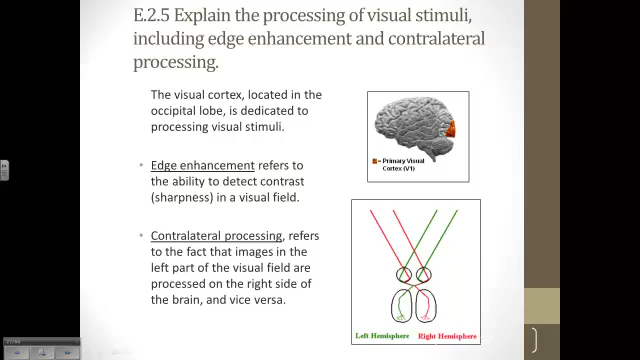 E.2.5 Explain the processing of visual stimuli,
including edge enhancement and contralateral
processing.
The visual cortex, located in the
occipital lobe, is dedicated to
processing visual stimuli.
• Edge enhancement refers to
the ability to detect contrast
(sharpness) in a visual field.
• Contralateral processing, refers
to the fact that images in the
left part of the visual field are
processed on the right side of
the brain, and vice versa.
= Primary Visual
Cortex (V1)
Left Hemisphere Right Hemisphere